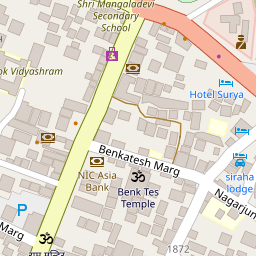 Shri Mangaladevi
Secondary
School
ok Vidyashram
Hotel Surya
Benkatesh Marg
NIC Asia
Bank
Benk Tes
Temple
siraha
lodge
Nagarjun
P
Marg
1872